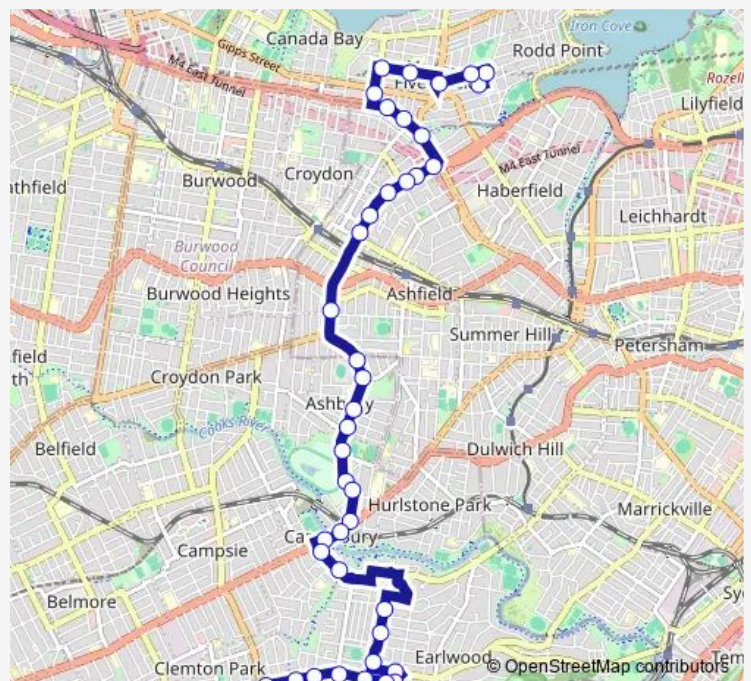 Canada Bay
Iron Cove
Gipps Street
Rodd Point
M4 East Tunnel
Lilyfield
M4 East Tunnel
Burwood
Croydon
Haberfield
Leichhardt
Burwood
Council
Burwood Heights
Ashfield
Summer Hill
Petersham
field
Croydon Park
Cooks River
Belfield
Dulwich Hill
Hurlstone Park
Marrickville
Campsie
Belmore
Earlwood
Clemton Park
© OpenStreetMap contributors